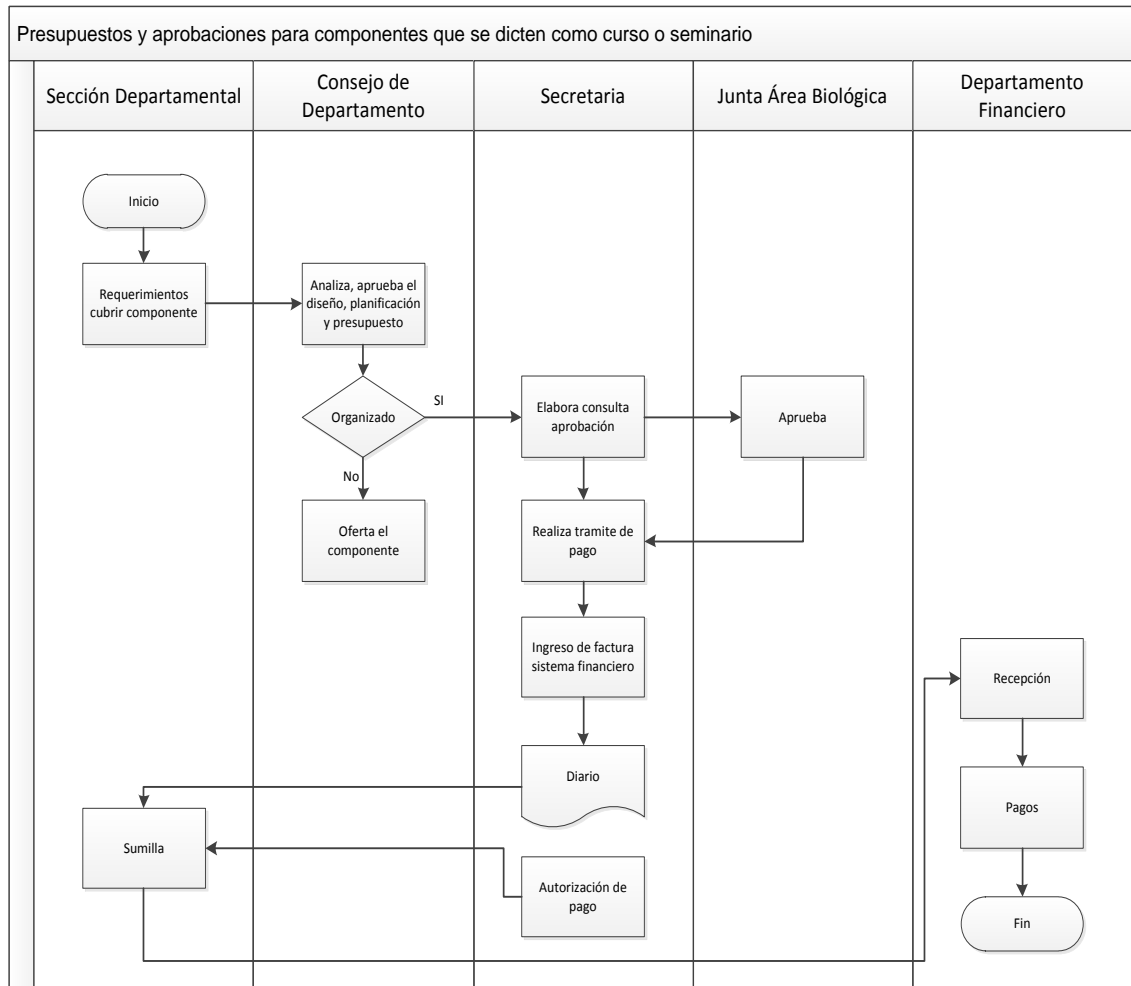 Presupuestos y aprobaciones para componentes que se dicten como curso o seminario
Sección Departamental
Consejo de
Departamento
Secretaria
Junta Área Biológica
Departamento
Financiero
Inicio
Requerimientos
cubrir componente
Analiza, aprueba el
diseño, planificación
y presupuesto
Organizado
SI
No
Elabora consulta
aprobación
Aprueba
Oferta el
componente
Realiza tramite de
pago
Ingreso de factura
sistema financiero
Recepción
Diario
Pagos
Sumilla
Autorización de
pago
Fin